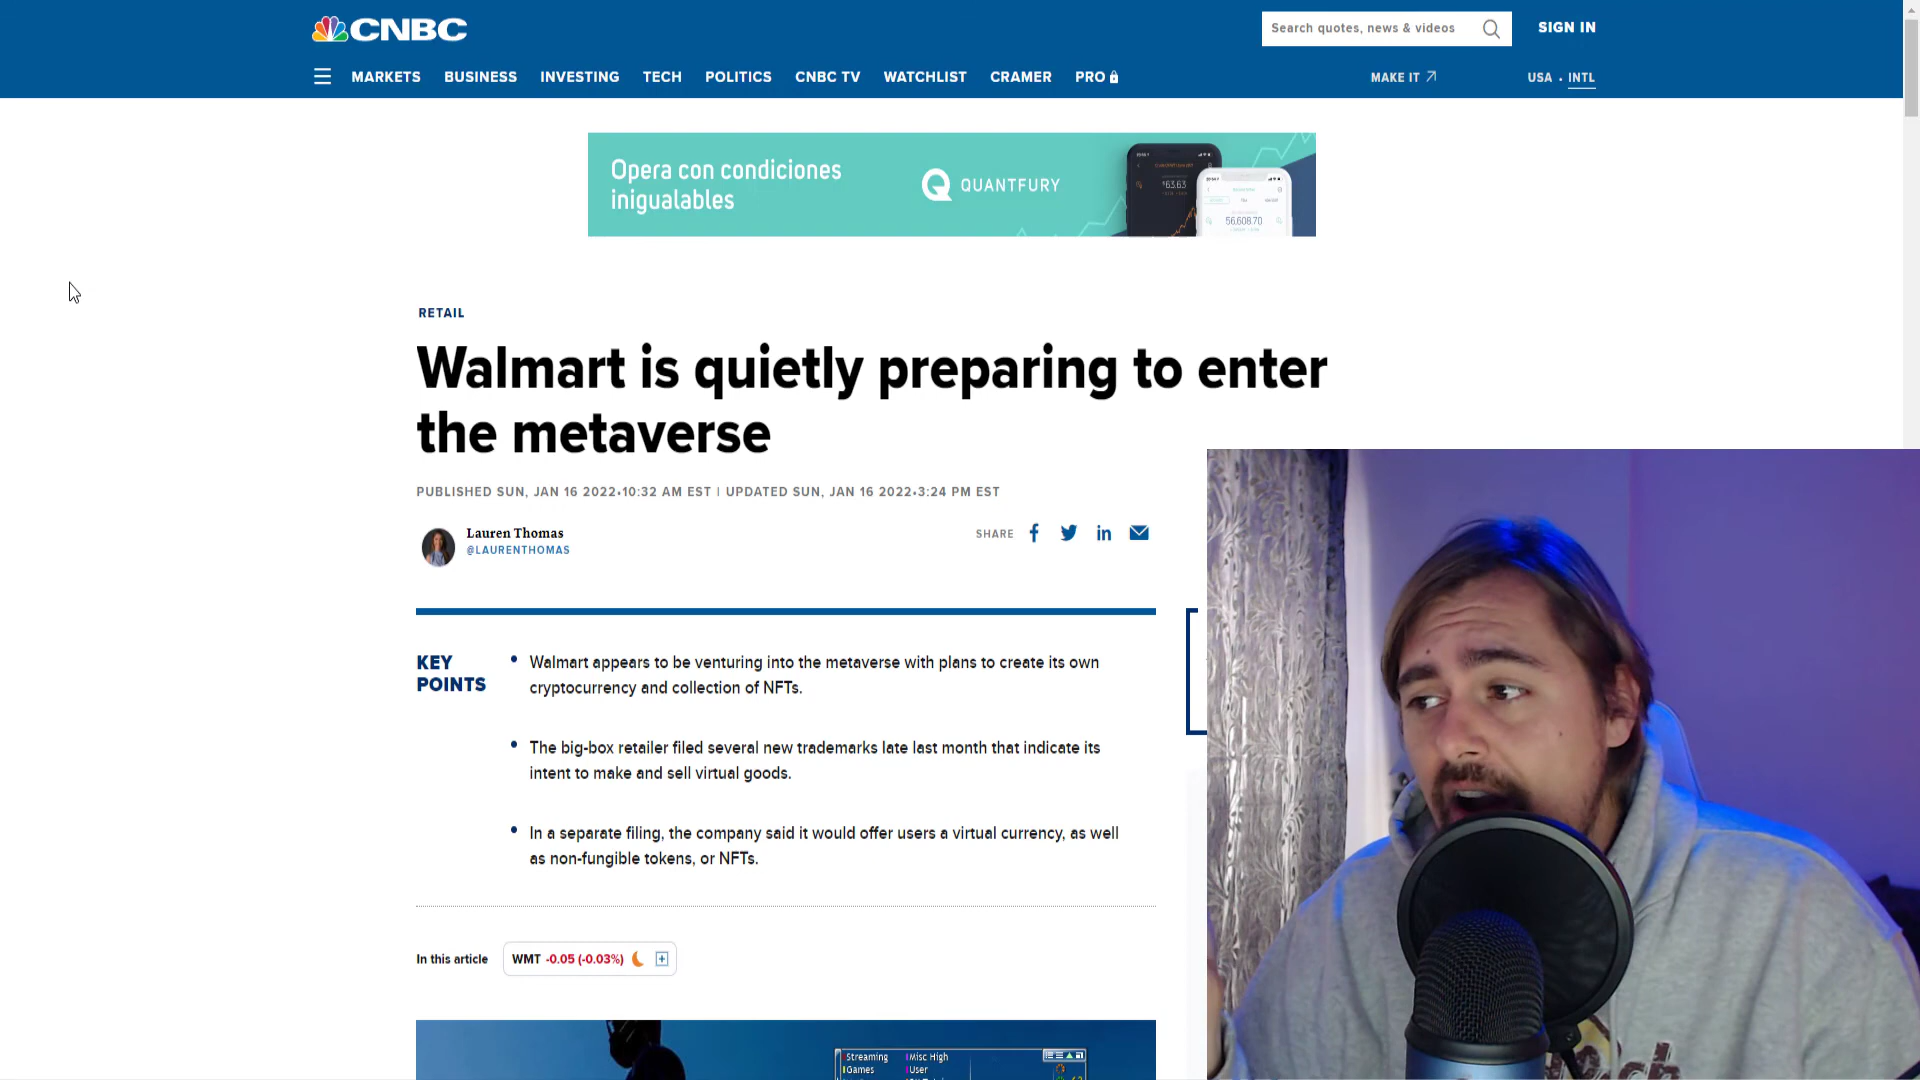 CNBC
Search quotes, news & videos
SIGN IN
MARKETS BUSINESS INVESTING TECH POLITICS CNBC TV WATCHLIST CRAMER PRO
MAKE IT
USA • INTL
Opera con condiciones
inigualables
QUANTFURY
$63.63
56,608.70
RETAIL
Walmart is quietly preparing to enter
the metaverse
PUBLISHED SUN, JAN 16 2022•10:32 AM EST | UPDATED SUN, JAN 16 2022•3:24 PM EST
Lauren Thomas
@LAURENTHOMAS
SHARE
KEY
POINTS
• Walmart appears to be venturing into the metaverse with plans to create its own
cryptocurrency and collection of NFTs.
• The big-box retailer filed several new trademarks late last month that indicate its
intent to make and sell virtual goods.
• In a separate filing, the company said it would offer users a virtual currency, as well
as non-fungible tokens, or NFTs.
In this article
WMT -0.05 (-0.03%)
Streaming Misc High
Games User